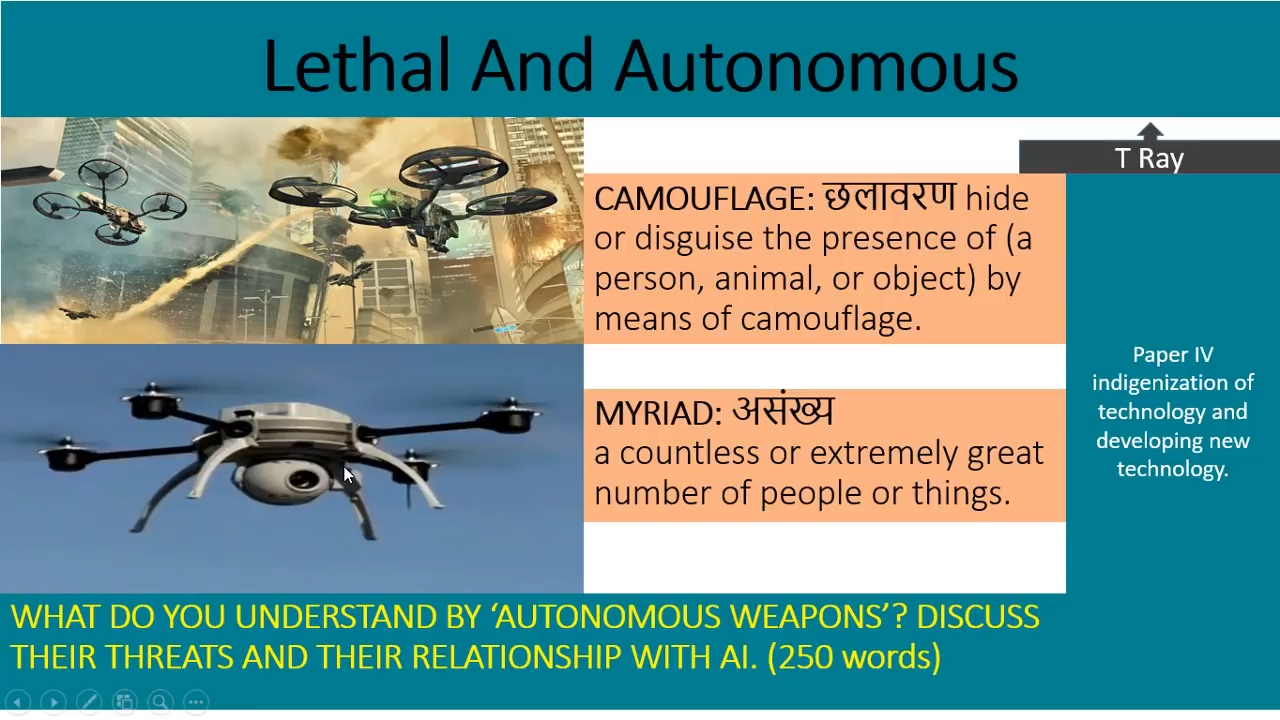 Lethal And Autonomous
T Ray
CAMOUFLAGE: छलावरण hide
or disguise the presence of (a
person, animal, or object) by
means of camouflage.
MYRIAD: असंख्य
a countless or extremely great
number of people or things.
Paper IV
indigenization of
technology and
developing new
technology.
WHAT DO YOU UNDERSTAND BY ‘AUTONOMOUS WEAPONS’? DISCUSS
THEIR THREATS AND THEIR RELATIONSHIP WITH AI. (250 words)